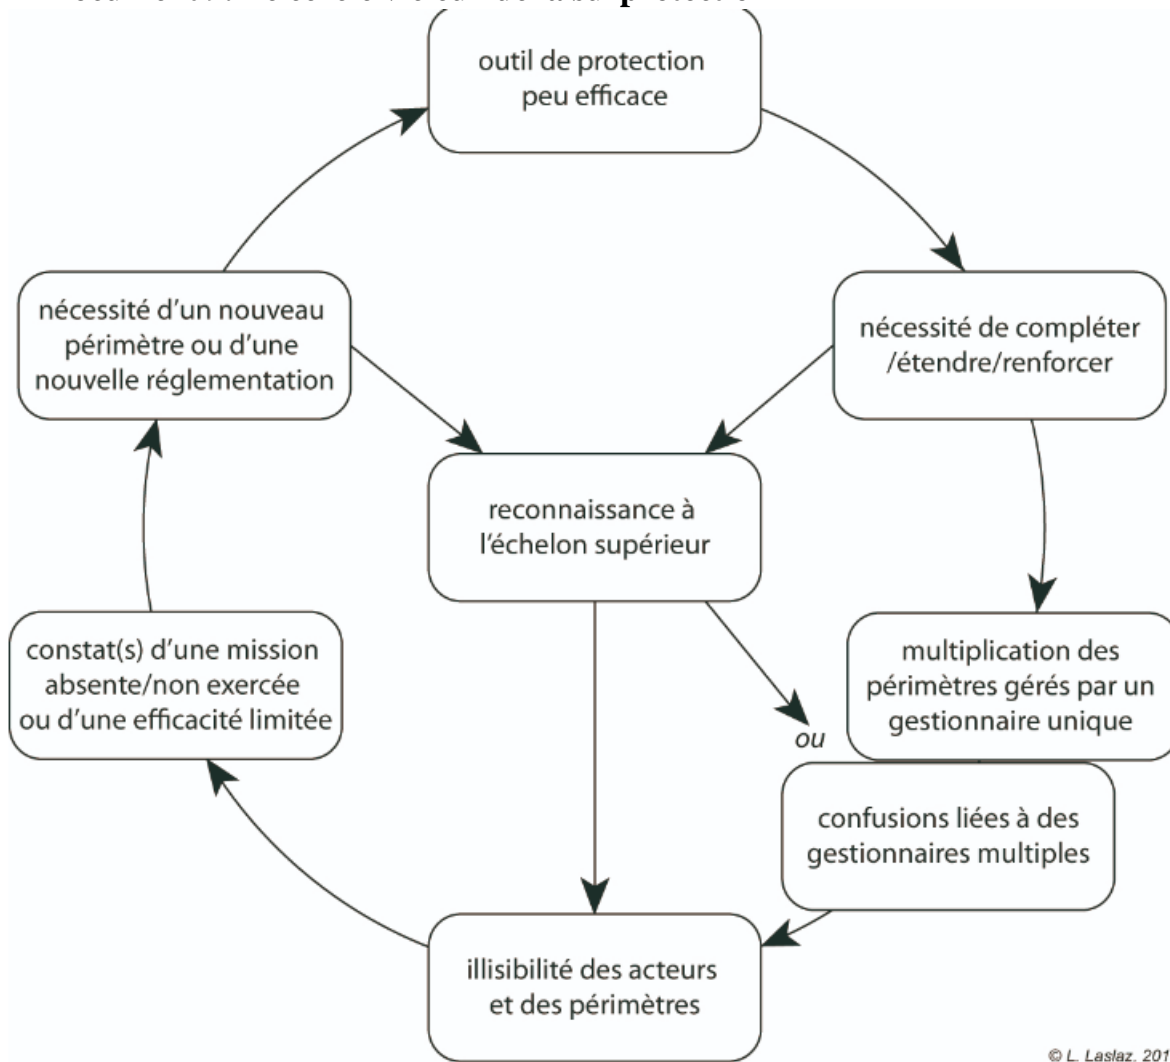 outil de protection
peu efficace
nécessité d'un nouveau
périmètre ou d'une
nouvelle réglementation
nécessité de compléter
/étendre/renforcer
reconnaissance à
l'échelon supérieur
constat(s) d'une mission
absente/non exercée
ou d'une efficacité limitée
multiplication des
périmètres gérés par un
gestionnaire unique
ou
confusions liées à des
gestionnaires multiples
illisibilité des acteurs
et des périmètres
© L. Laslaz, 201